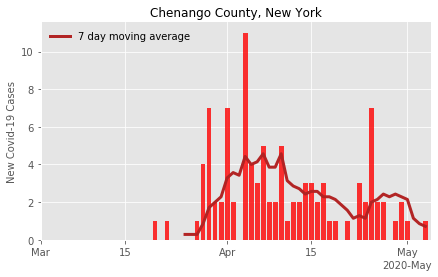 Chenango County, New York
7 day moving average
New Covid-19 Cases
10
8
6
4
2
0
Mar 15 Apr 15 May
2020-May